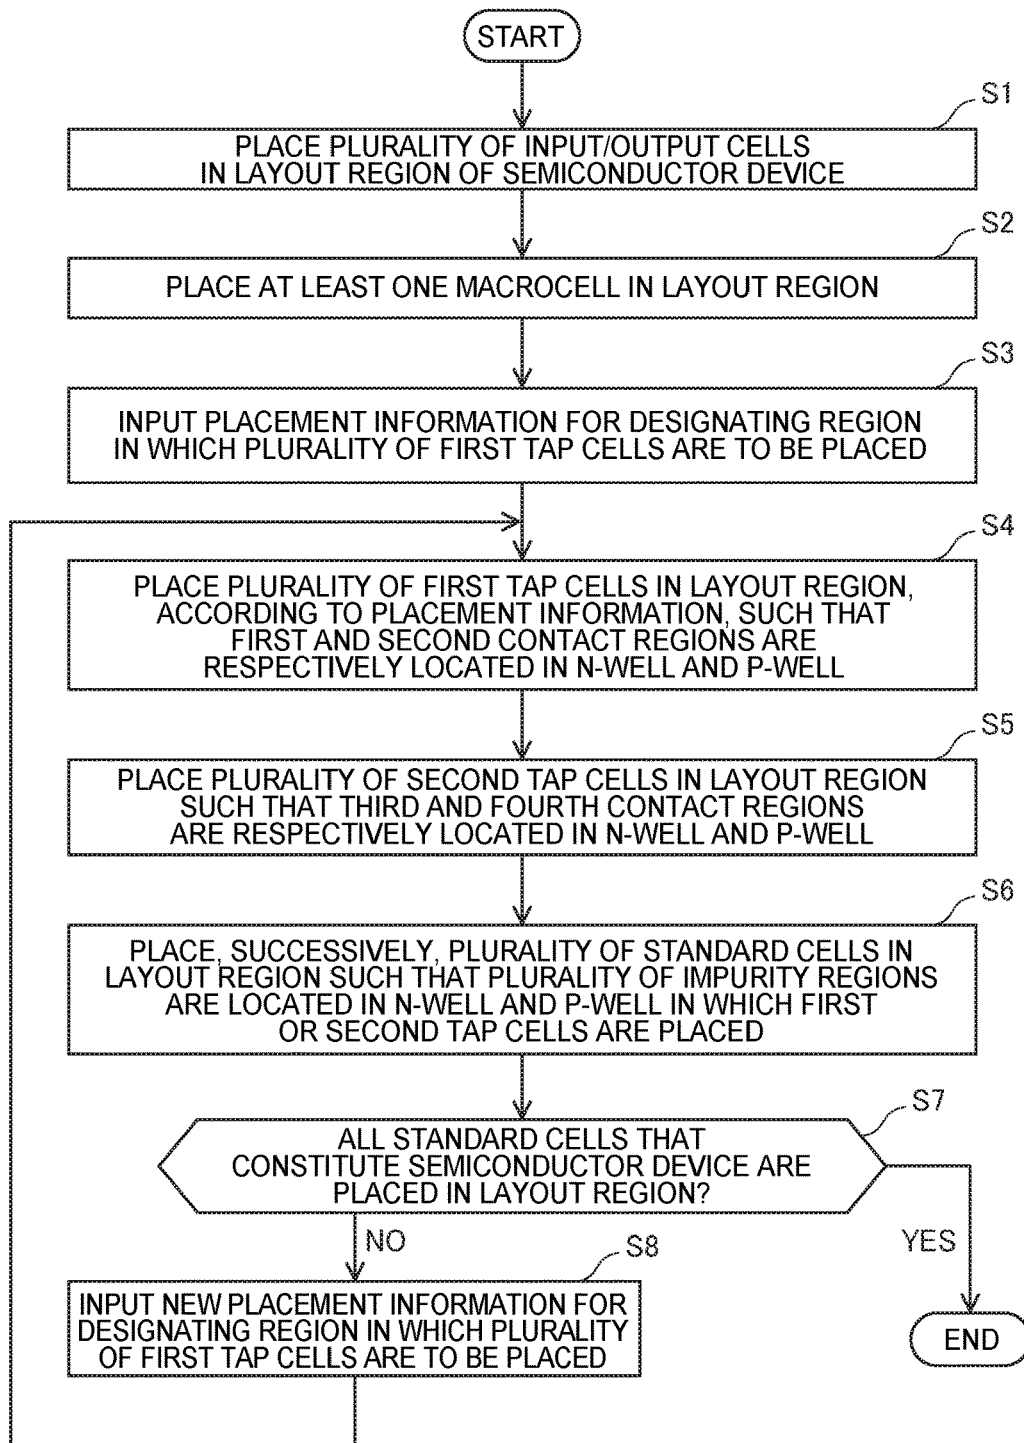 START
S1
PLACE PLURALITY OF INPUT/OUTPUT CELLS
IN LAYOUT REGION OF SEMICONDUCTOR DEVICE
S2
PLACE AT LEAST ONE MACROCELL IN LAYOUT REGION
S3
INPUT PLACEMENT INFORMATION FOR DESIGNATING REGION
IN WHICH PLURALITY OF FIRST TAP CELLS ARE TO BE PLACED
S4
PLACE PLURALITY OF FIRST TAP CELLS IN LAYOUT REGION,
ACCORDING TO PLACEMENT INFORMATION, SUCH THAT
FIRST AND SECOND CONTACT REGIONS ARE
RESPECTIVELY LOCATED IN N-WELL AND P-WELL
S5
PLACE PLURALITY OF SECOND TAP CELLS IN LAYOUT REGION
SUCH THAT THIRD AND FOURTH CONTACT REGIONS
ARE RESPECTIVELY LOCATED IN N-WELL AND P-WELL
S6
PLACE, SUCCESSIVELY, PLURALITY OF STANDARD CELLS IN
LAYOUT REGION SUCH THAT PLURALITY OF IMPURITY REGIONS
ARE LOCATED IN N-WELL AND P-WELL IN WHICH FIRST
OR SECOND TAP CELLS ARE PLACED
S7
ALL STANDARD CELLS THAT
CONSTITUTE SEMICONDUCTOR DEVICE ARE
PLACED IN LAYOUT REGION?
NO
YES
S8
INPUT NEW PLACEMENT INFORMATION FOR
DESIGNATING REGION IN WHICH PLURALITY
OF FIRST TAP CELLS ARE TO BE PLACED
END